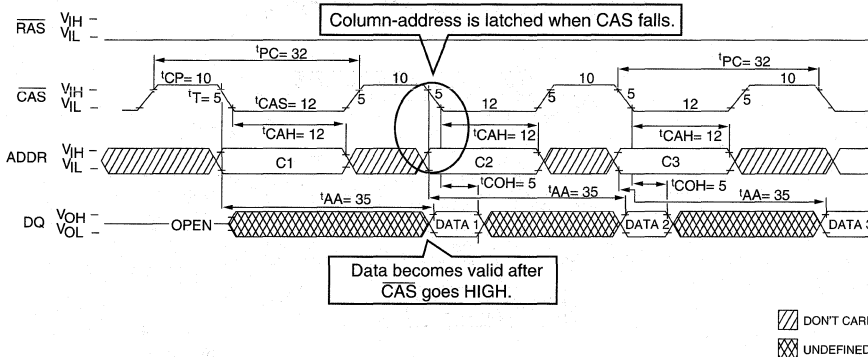 Column-address is latched when CAS falls.
RAS VIH VIL
tPC= 32 tPC= 32
tCP= 10 10 10 10
CAS VIH VIL tT= 5 tCAS= 12 5 5 12 5 5 12 5
tCAH= 12 tCAH= 12 tCAH= 12
ADDR VIH VIL C1 C2 C3
tCOH= 5 tCOH= 5
tAA= 35 tAA= 35 tAA= 35
DQ VOH VOL OPEN DATA 1 DATA 2 DATA 3
Data becomes valid after
CAS goes HIGH.
DON'T CARE
UNDEFINED